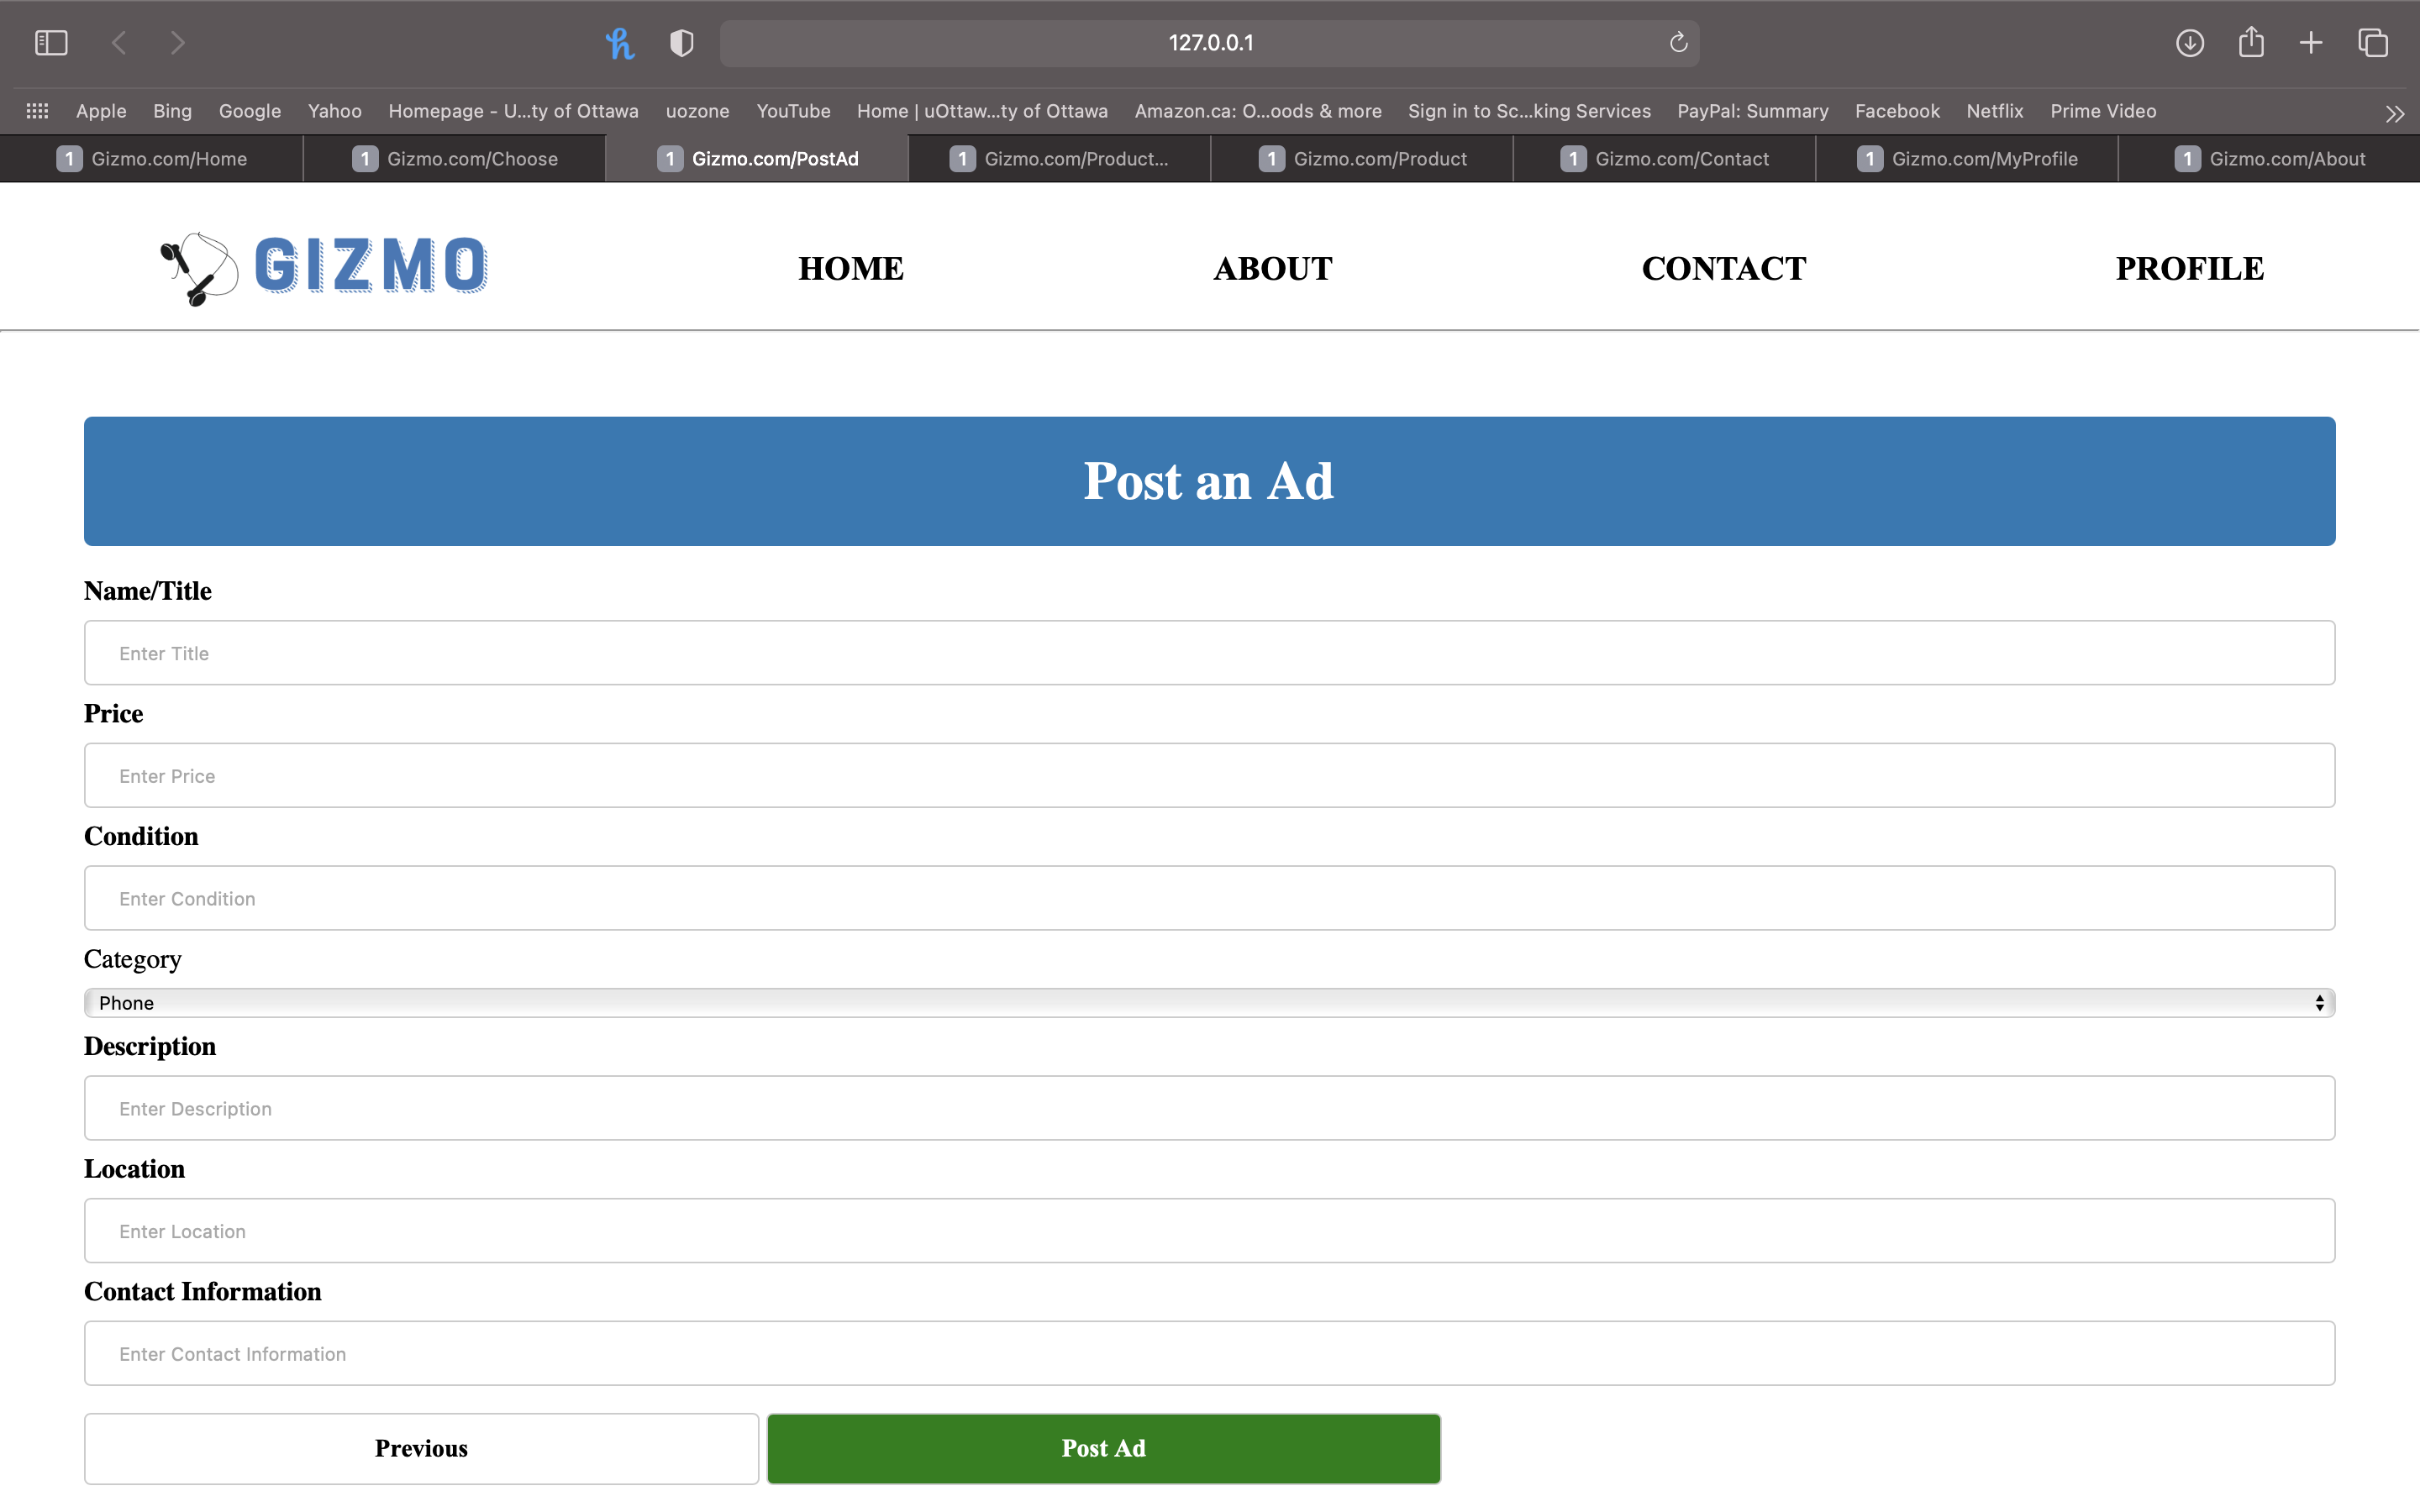 127.0.0.1
Apple Bing Google Yahoo Homepage - U...ty of Ottawa uozone YouTube Home | uOttaw...ty of Ottawa Amazon.ca: O...oods & more Sign in to Sc...king Services PayPal: Summary Facebook Netflix Prime Video
1 Gizmo.com/Home 1 Gizmo.com/Choose 1 Gizmo.com/PostAd 1 Gizmo.com/Product... 1 Gizmo.com/Product 1 Gizmo.com/Contact 1 Gizmo.com/MyProfile 1 Gizmo.com/About
GIZMO HOME ABOUT CONTACT PROFILE
Post an Ad
Name/Title
Enter Title
Price
Enter Price
Condition
Enter Condition
Category
Phone
Description
Enter Description
Location
Enter Location
Contact Information
Enter Contact Information
Previous Post Ad